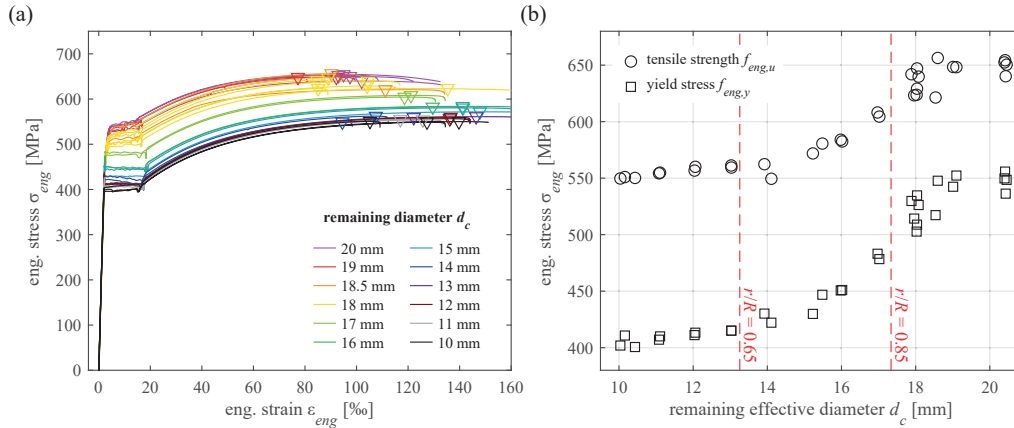 (a)
700
600
500
400
300
200
100
0
eng. stress σ_eng [MPa]
remaining diameter d_c
20 mm
19 mm
18.5 mm
18 mm
17 mm
16 mm
15 mm
14 mm
13 mm
12 mm
11 mm
10 mm
0 20 40 60 80 100 120 140 160
eng. strain ε_eng [‰]
(b)
650
600
550
500
450
400
eng. stress σ_eng [MPa]
tensile strength f_eng,u
yield stress f_eng,y
r/R = 0.65
r/R = 0.85
10 12 14 16 18 20
remaining effective diameter d_c [mm]